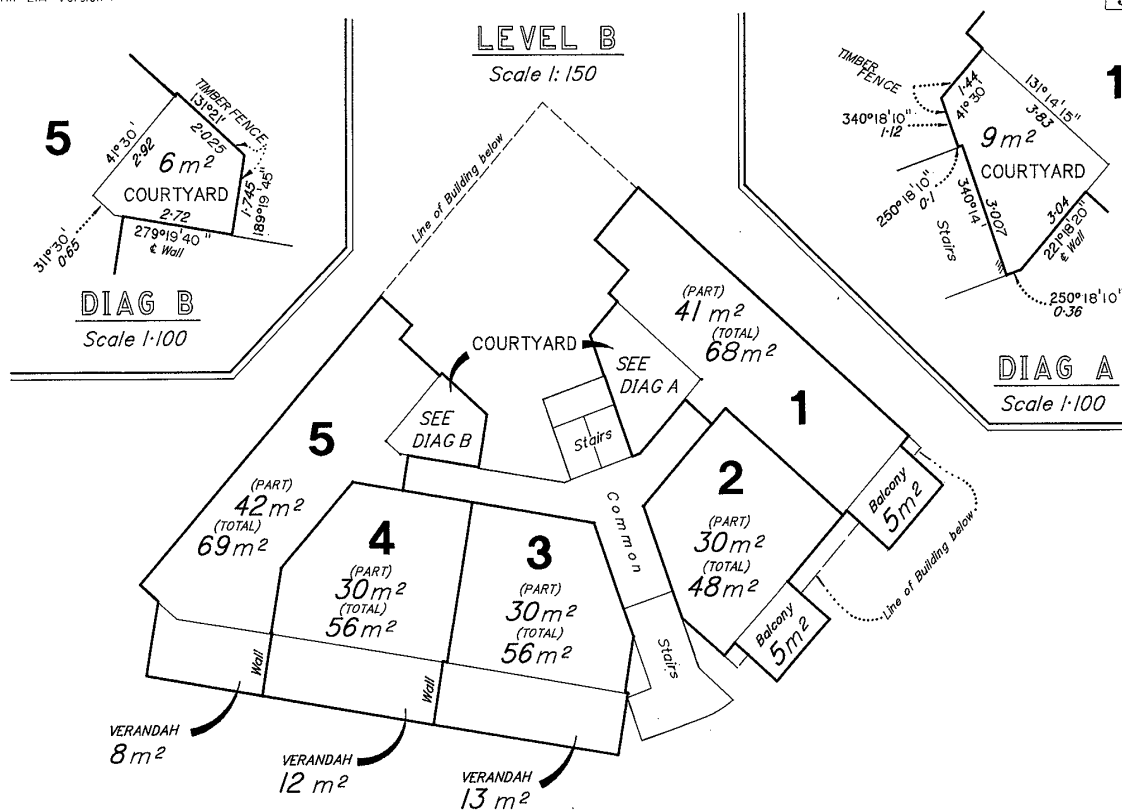 LEVEL B
Scale 1: 150
5
TIMBER FENCE
131°21'
2·025
41°30'
2·92
6 m²
COURTYARD
1·745
189°19'45"
2·72
279°19'40"
℄ Wall
311°30'
0·65
DIAG B
Scale 1·100
TIMBER
FENCE
1·44
41°30'
131°14'15"
3·83
1
340°18'10"
1·12
9 m²
COURTYARD
250°18'10"
0·1
340°14'
3·007
Stairs
3·04
221°18'20"
℄ Wall
250°18'10"
0·36
DIAG A
Scale 1·100
Line of Building below
COURTYARD
SEE
DIAG A
SEE
DIAG B
Stairs
(PART)
41 m²
(TOTAL)
68 m²
1
5
(PART)
42 m²
(TOTAL)
69 m²
4
(PART)
30 m²
(TOTAL)
56 m²
3
(PART)
30 m²
(TOTAL)
56 m²
2
(PART)
30 m²
(TOTAL)
48 m²
Common
Stairs
Balcony
5 m²
Balcony
5 m²
Line of Building below
Wall
Wall
VERANDAH
8 m²
VERANDAH
12 m²
VERANDAH
13 m²